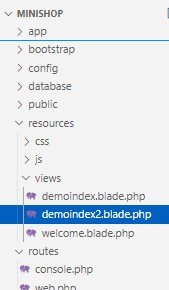 MINISHOP
app
bootstrap
config
database
public
resources
css
js
views
demoindex.blade.php
demoindex2.blade.php
welcome.blade.php
routes
console.php
web.php